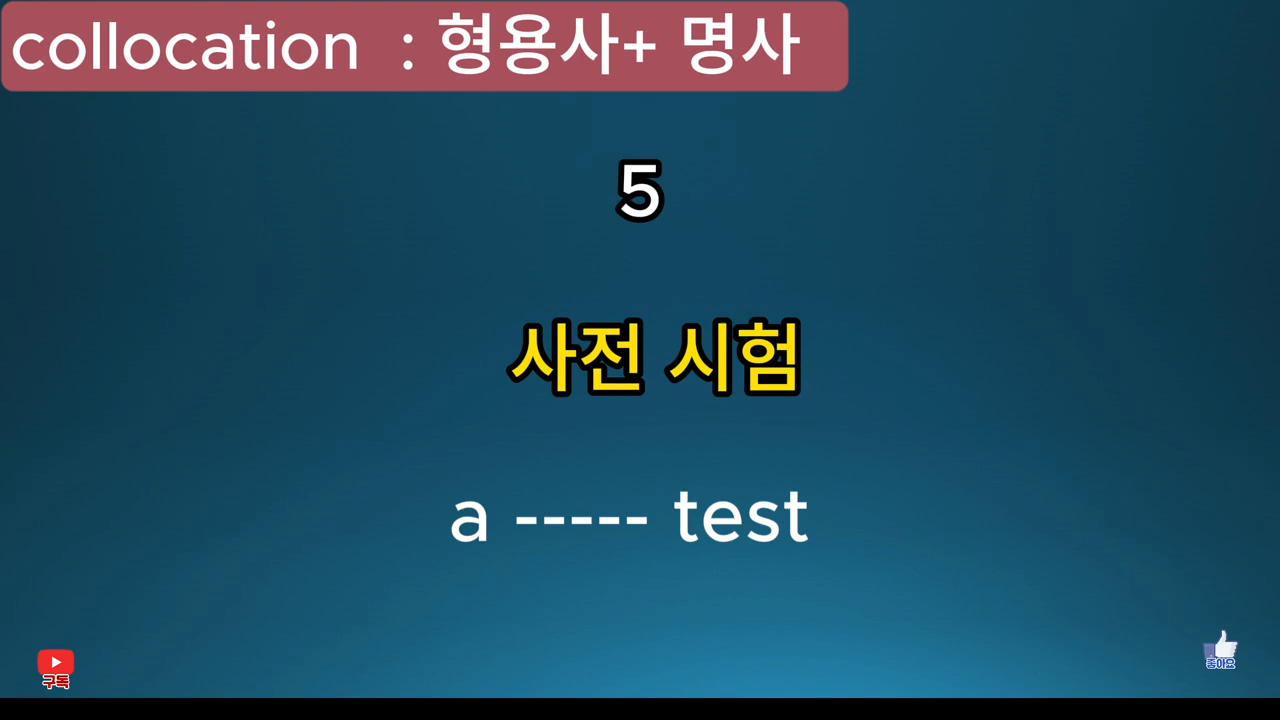 collocation : 형용사+ 명사
5
사전 시험
a ----- test
구독
좋아요